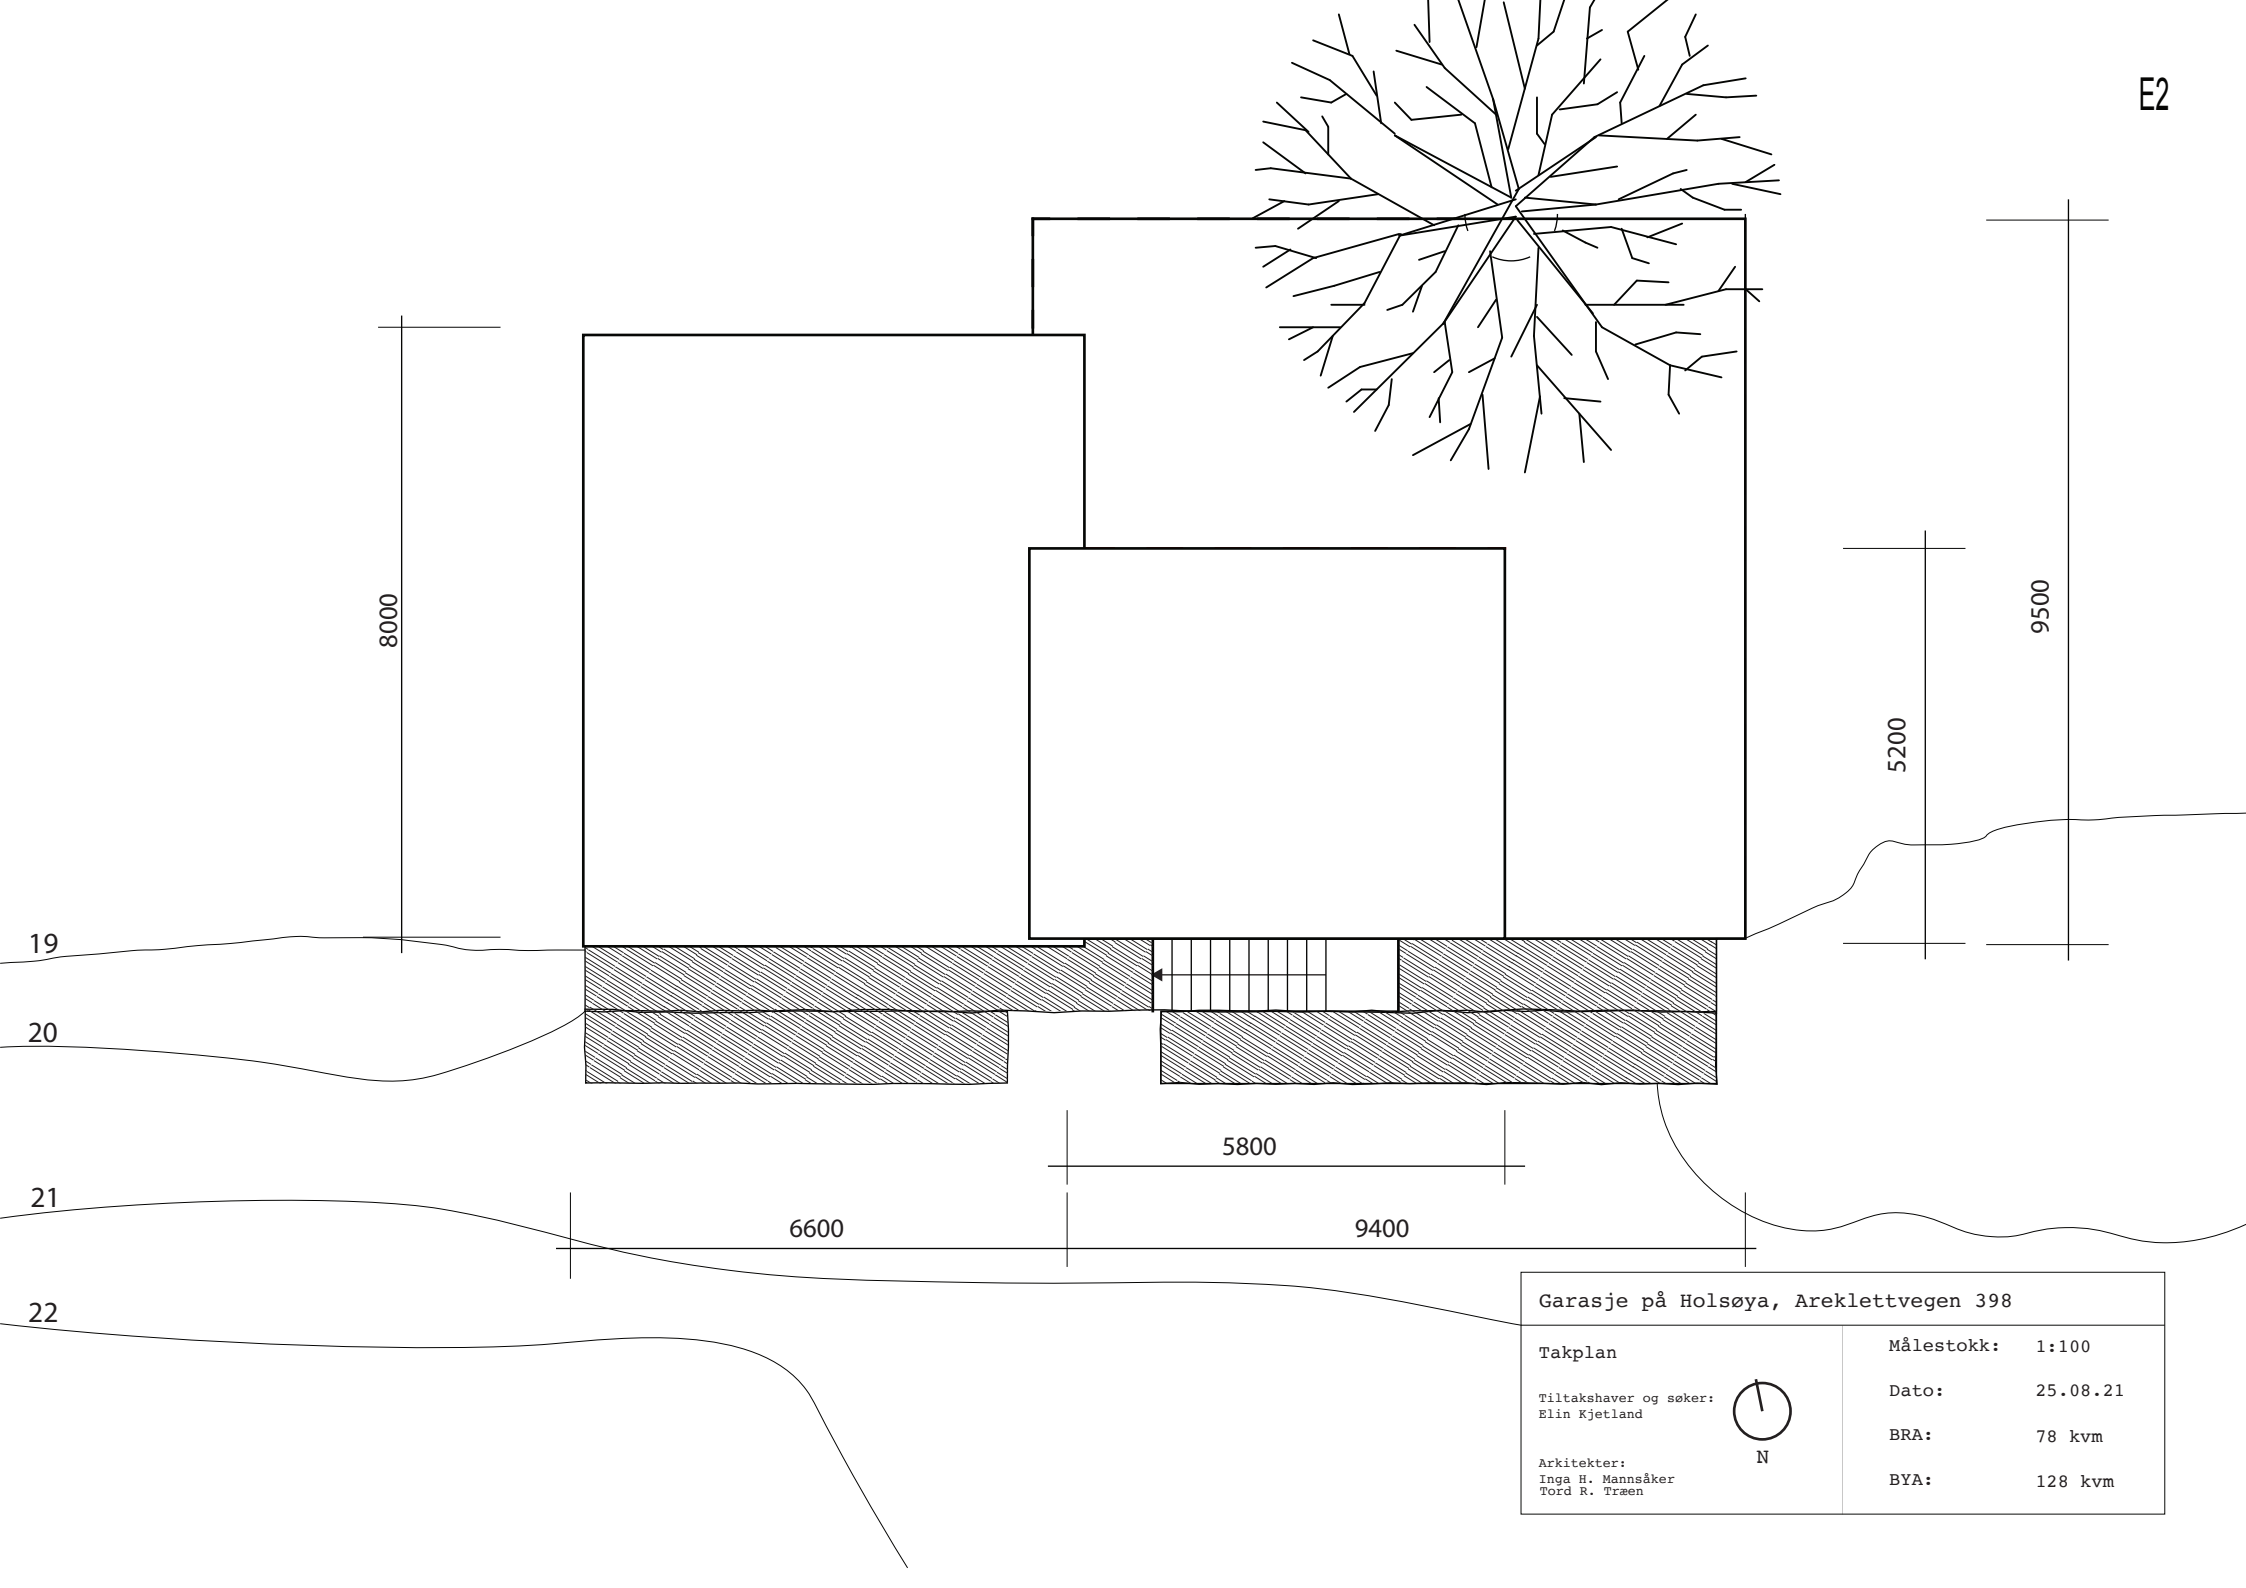 E2
8000
9500
5200
19
20
5800
21
6600
9400
22
Garasje på Holsøya, Areklettvegen 398
Takplan
Tiltakshaver og søker:
Elin Kjetland
Arkitekter:
Inga H. Mannsåker
Tord R. Træen
N
Målestokk: 1:100
Dato: 25.08.21
BRA: 78 kvm
BYA: 128 kvm